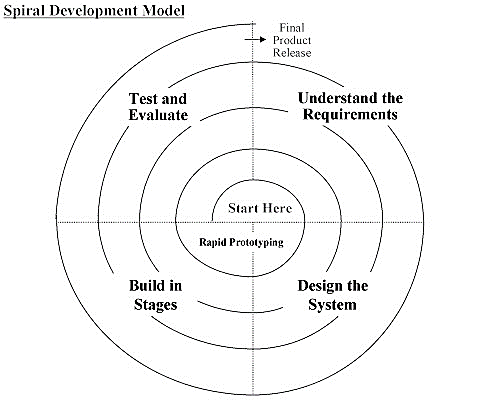 Spiral Development Model
Final
Product
Release
Test and
Evaluate
Understand the
Requirements
Start Here
Rapid Prototyping
Build in
Stages
Design the
System